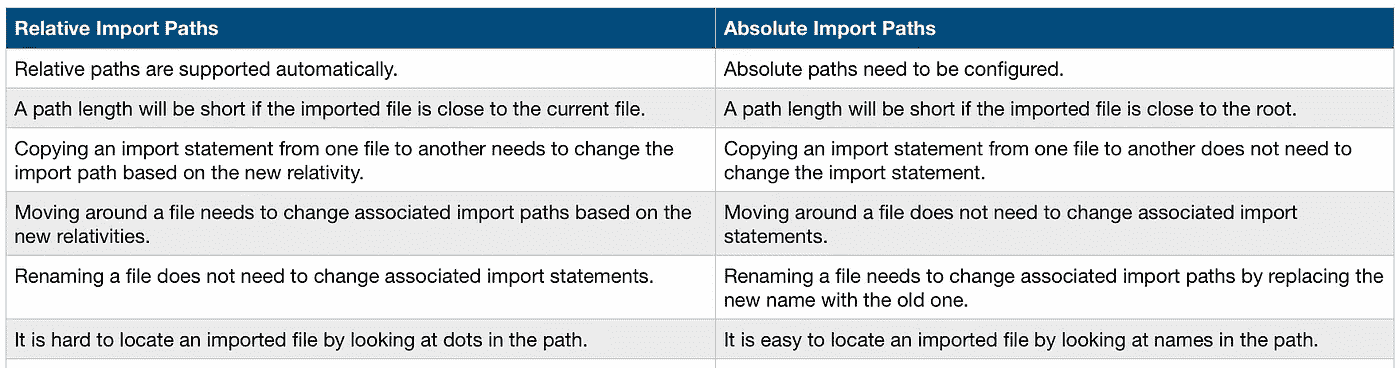 Relative Import Paths
Absolute Import Paths
Relative paths are supported automatically.
Absolute paths need to be configured.
A path length will be short if the imported file is close to the current file.
A path length will be short if the imported file is close to the root.
Copying an import statement from one file to another needs to change the
import path based on the new relativity.
Copying an import statement from one file to another does not need to
change the import statement.
Moving around a file needs to change associated import paths based on the
new relativities.
Moving around a file does not need to change associated import
statements.
Renaming a file does not need to change associated import statements.
Renaming a file needs to change associated import paths by replacing the
new name with the old one.
It is hard to locate an imported file by looking at dots in the path.
It is easy to locate an imported file by looking at names in the path.